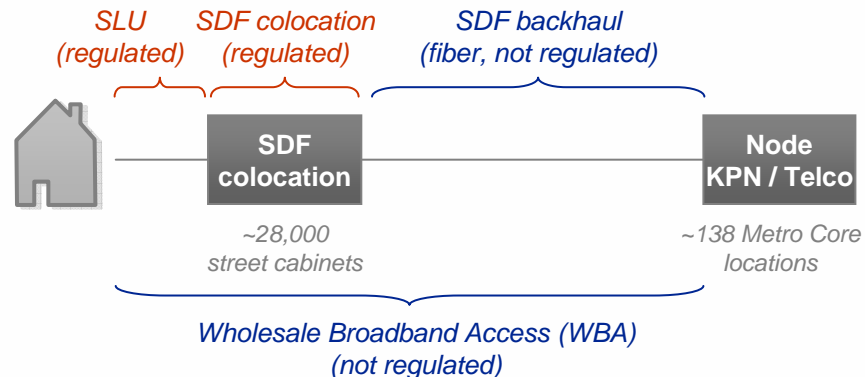 SLU
(regulated)
SDF colocation
(regulated)
SDF backhaul
(fiber, not regulated)
SDF
colocation
Node
KPN / Telco
~28,000
street cabinets
~138 Metro Core
locations
Wholesale Broadband Access (WBA)
(not regulated)